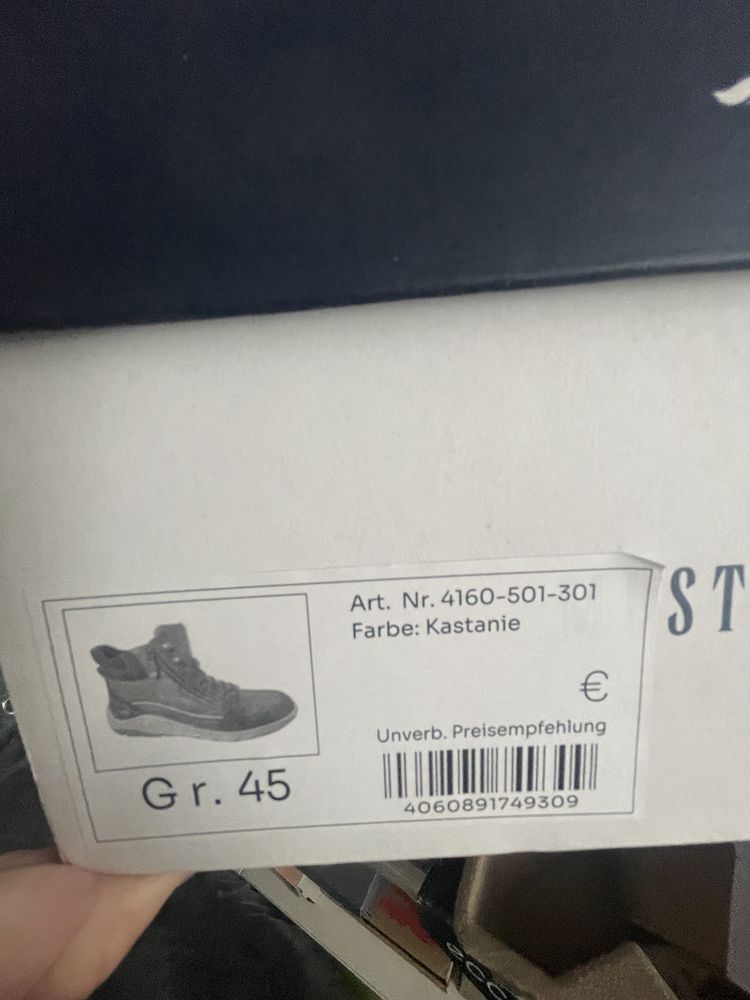 Art. Nr. 4160-501-301
Farbe: Kastanie
€
Unverb. Preisempfehlung
4060891749309
Gr. 45
ST